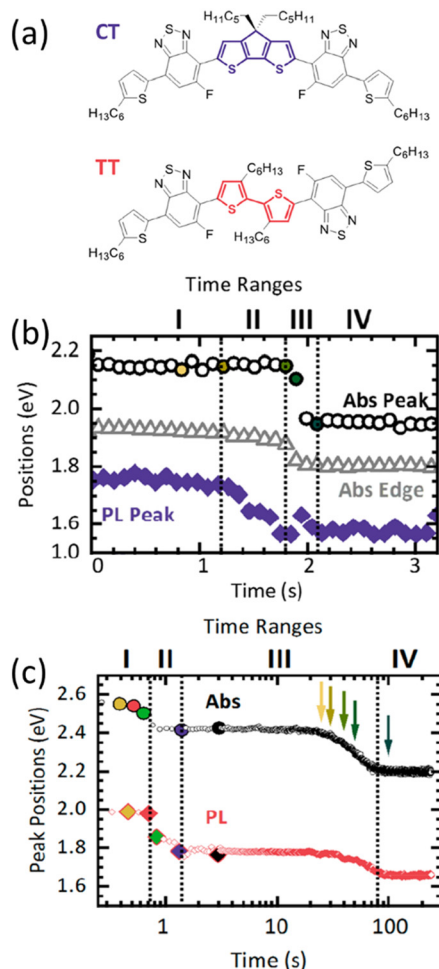 (a)
CT
H11C5
C5H11
N
S
N
S
S
N
S
N
S
F
F
S
H13C6
C6H13
TT
C6H13
C6H13
N
S
N
F
S
S
F
S
S
H13C6
H13C6
N
S
N
Time Ranges
I II III IV
(b)
2.2
2.0
1.8
1.6
1.0
Positions (eV)
Abs Peak
Abs Edge
PL Peak
0 1 2 3
Time (s)
Time Ranges
I II III IV
(c)
2.6
2.4
2.2
2.0
1.8
1.6
Peak Positions (eV)
Abs
PL
1 10 100
Time (s)